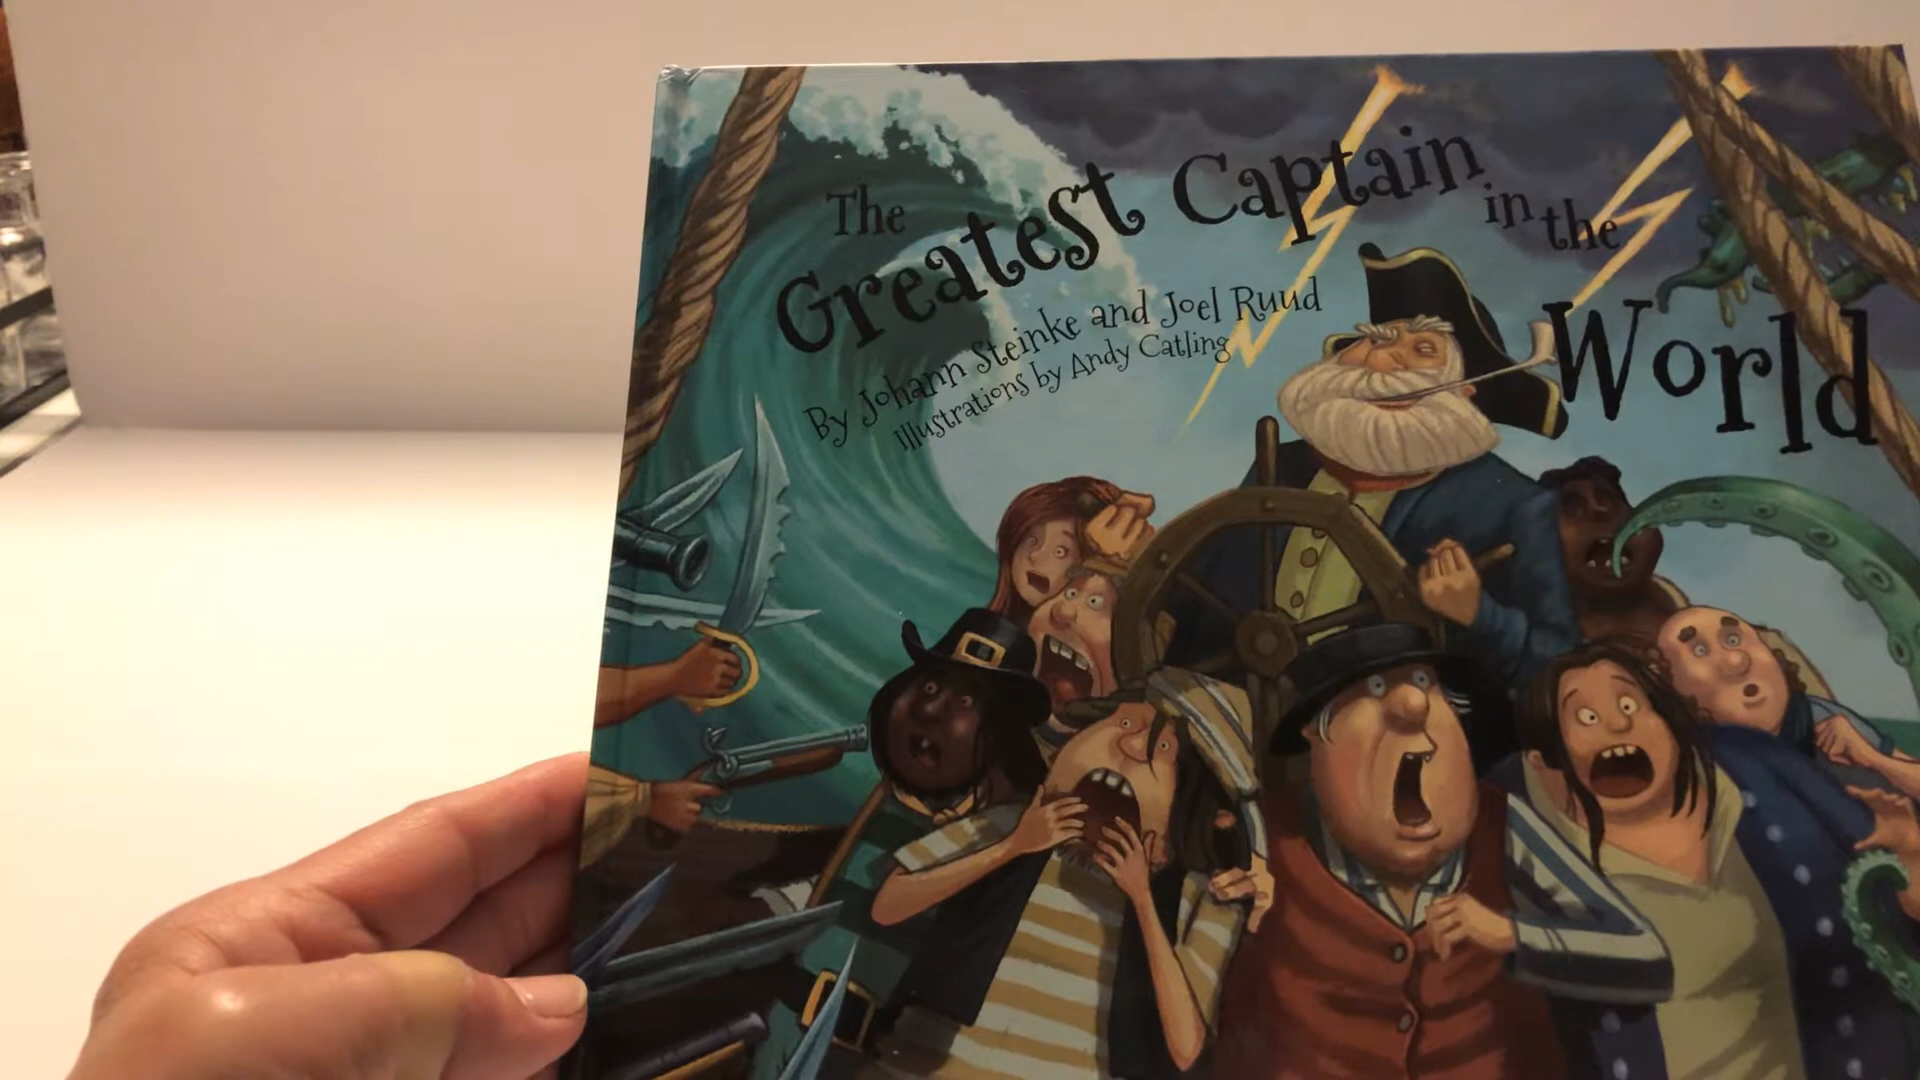 The Greatest Captain in the World
By Johann Steinke and Joel Ruud
Illustrations by Andy Catling